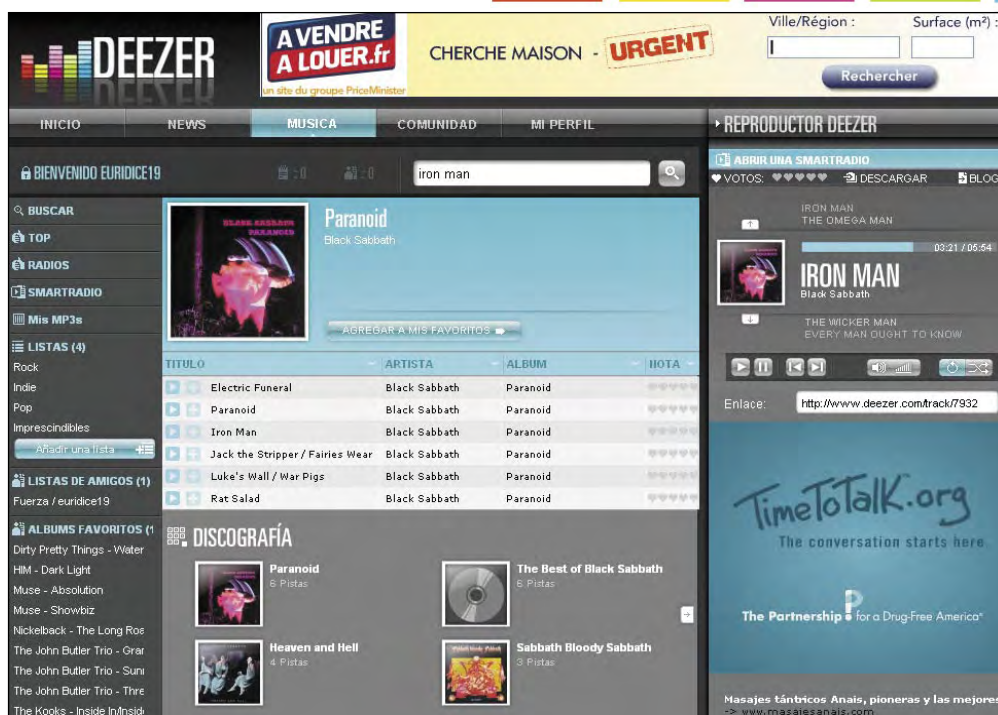 DEEZER
A VENDRE
A LOUER.fr
un site du groupe PriceMinister
CHERCHE MAISON - URGENT
Ville/Région :
Surface (m²) :
Rechercher
INICIO NEWS MUSICA COMUNIDAD MI PERFIL
BIENVENIDO EURIDICE19
: 0 : 0
iron man
BUSCAR
TOP
RADIOS
SMARTRADIO
Mis MP3s
LISTAS (4)
Rock
Indie
Pop
Imprescindibles
Añadir una lista
LISTAS DE AMIGOS (1)
Fuerza / euridice19
ALBUMS FAVORITOS (1
Dirty Pretty Things - Water
HIM - Dark Light
Muse - Absolution
Muse - Showbiz
Nickelback - The Long Roa
The John Butler Trio - Grar
The John Butler Trio - Sun
The John Butler Trio - Thre
The Kooks - Inside In/Insid
BLACK SABBATH
PARANOID
Paranoid
Black Sabbath
AGREGAR A MIS FAVORITOS
TITULO ARTISTA ALBUM NOTA
Electric Funeral Black Sabbath Paranoid
Paranoid Black Sabbath Paranoid
Iron Man Black Sabbath Paranoid
Jack the Stripper / Fairies Wear Black Sabbath Paranoid
Luke's Wall / War Pigs Black Sabbath Paranoid
Rat Salad Black Sabbath Paranoid
DISCOGRAFÍA
Paranoid
6 Pistas
The Best of Black Sabbath
6 Pistas
Heaven and Hell
4 Pistas
Sabbath Bloody Sabbath
3 Pistas
REPRODUCTOR DEEZER
ABRIR UNA SMARTRADIO
VOTOS: DESCARGAR BLOG
IRON MAN
THE OMEGA MAN
03:21 / 05:54
IRON MAN
Black Sabbath
THE WICKER MAN
EVERY MAN OUGHT TO KNOW
Enlace: http://www.deezer.com/track/7932
TimeToTalk.org
The conversation starts here
The Partnership for a Drug-Free America®
Masajes tántricos Anais, pioneras y las mejores
-> www.masajesanais.com